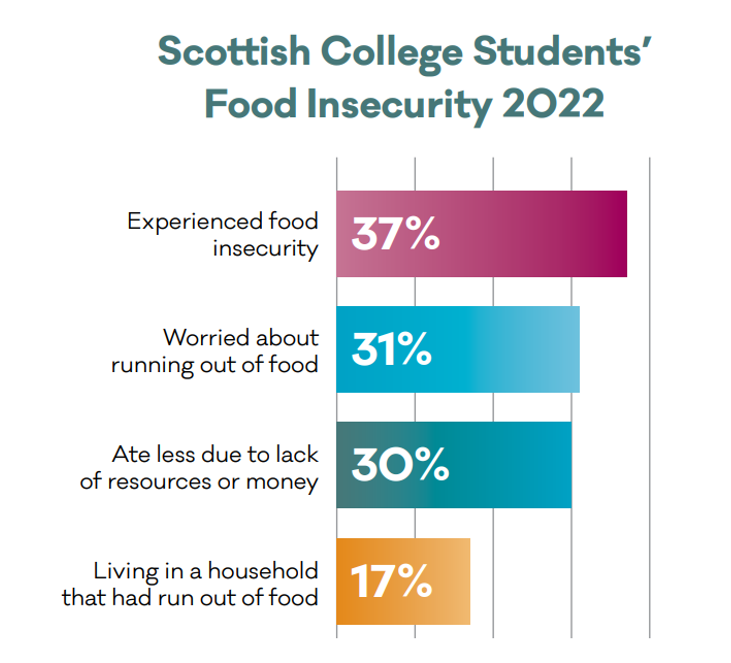 Scottish College Students’
Food Insecurity 2022
Experienced food
insecurity
37%
Worried about
running out of food
31%
Ate less due to lack
of resources or money
30%
Living in a household
that had run out of food
17%